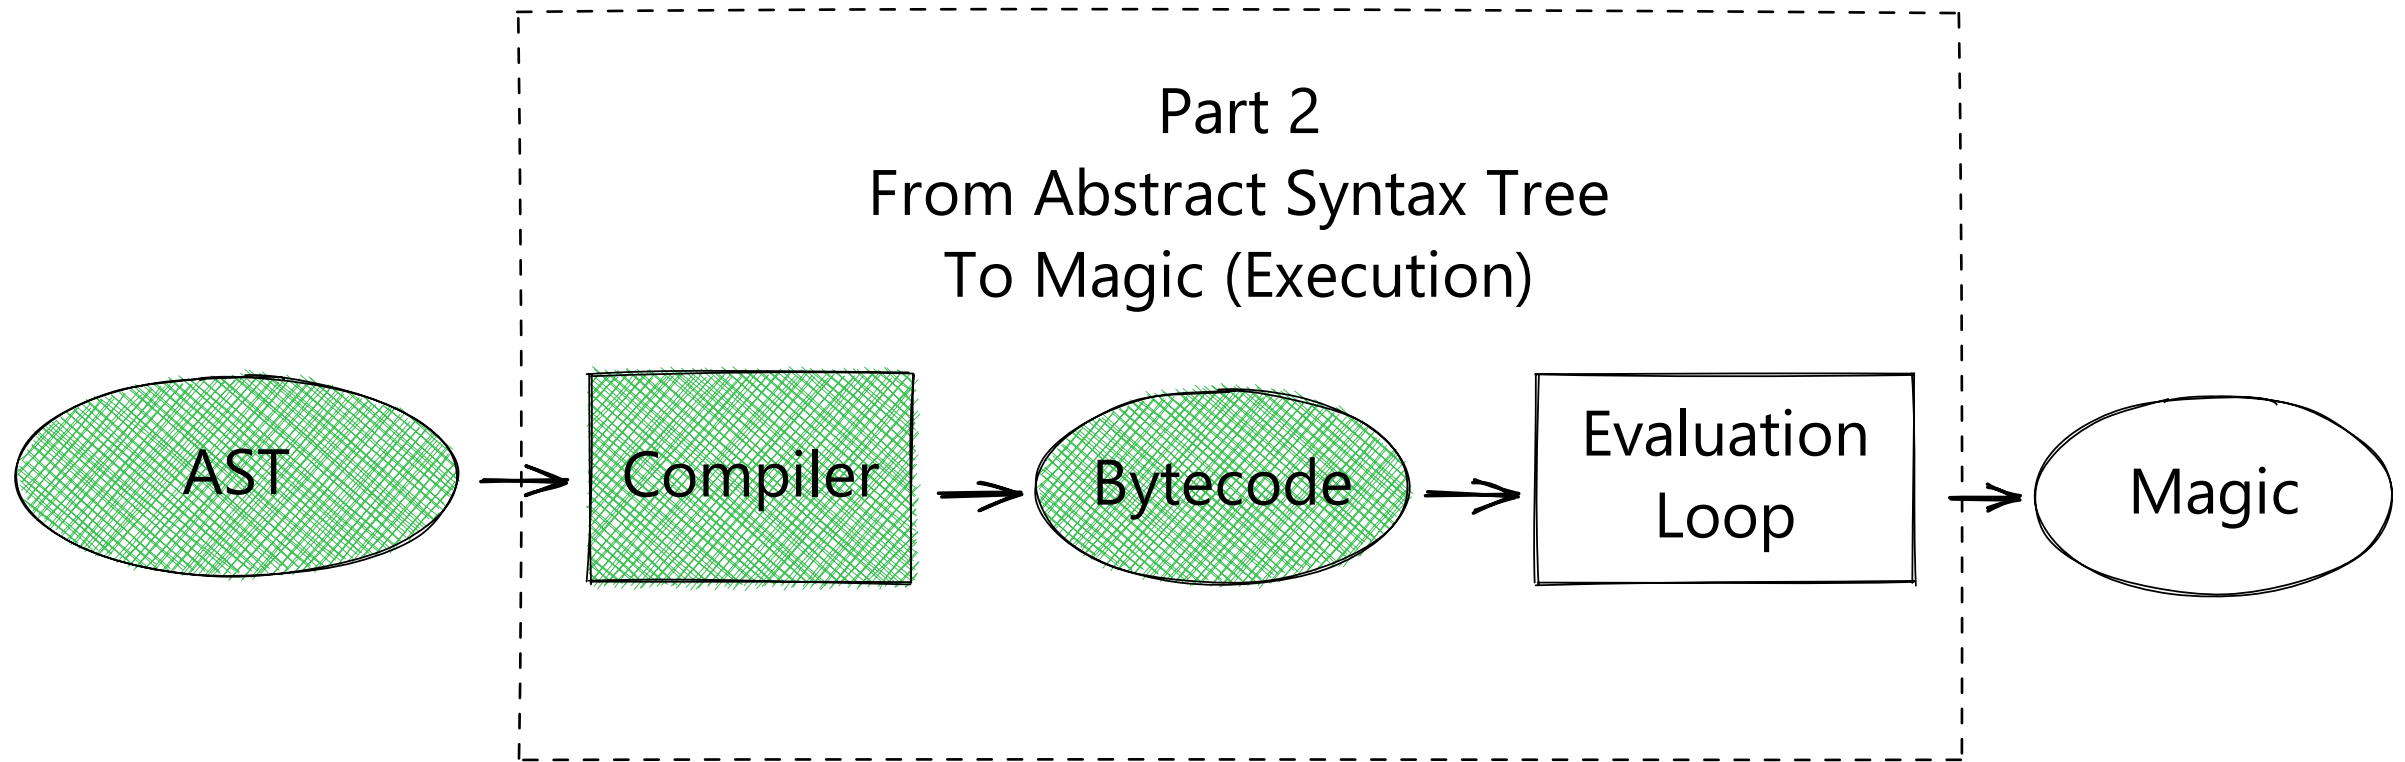 Part 2
From Abstract Syntax Tree
To Magic (Execution)
AST
Compiler
Bytecode
Evaluation
Loop
Magic